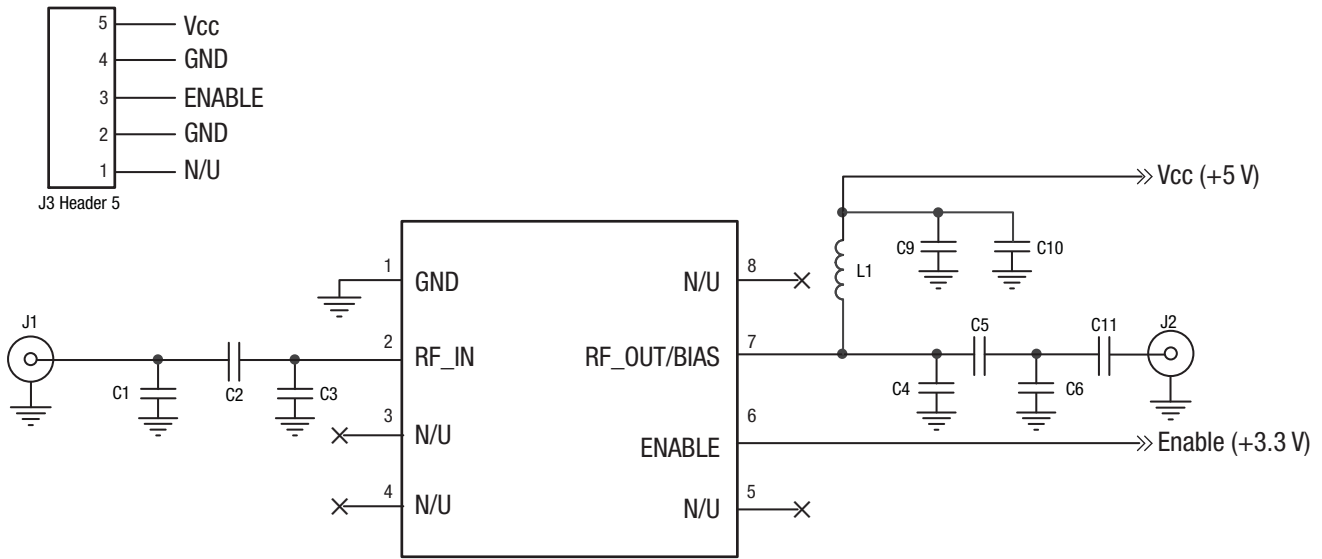 5 Vcc
4 GND
3 ENABLE
2 GND
1 N/U
J3 Header 5
Vcc (+5 V)
C9
C10
L1
1 GND
N/U 8
J1
2 RF_IN
RF_OUT/BIAS 7
C5
C11
J2
C1
C2
C3
C4
C6
3 N/U
ENABLE 6
Enable (+3.3 V)
4 N/U
N/U 5